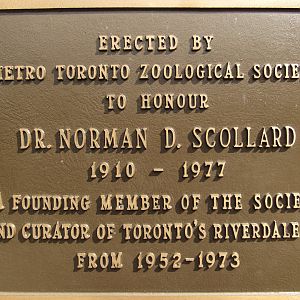 ERECTED BY
METRO TORONTO ZOOLOGICAL SOCIE
TO HONOUR
DR. NORMAN D. SCOLLARD
1910 - 1977
A FOUNDING MEMBER OF THE SOCIE
ND CURATOR OF TORONTO'S RIVERDALE
FROM 1952-1973